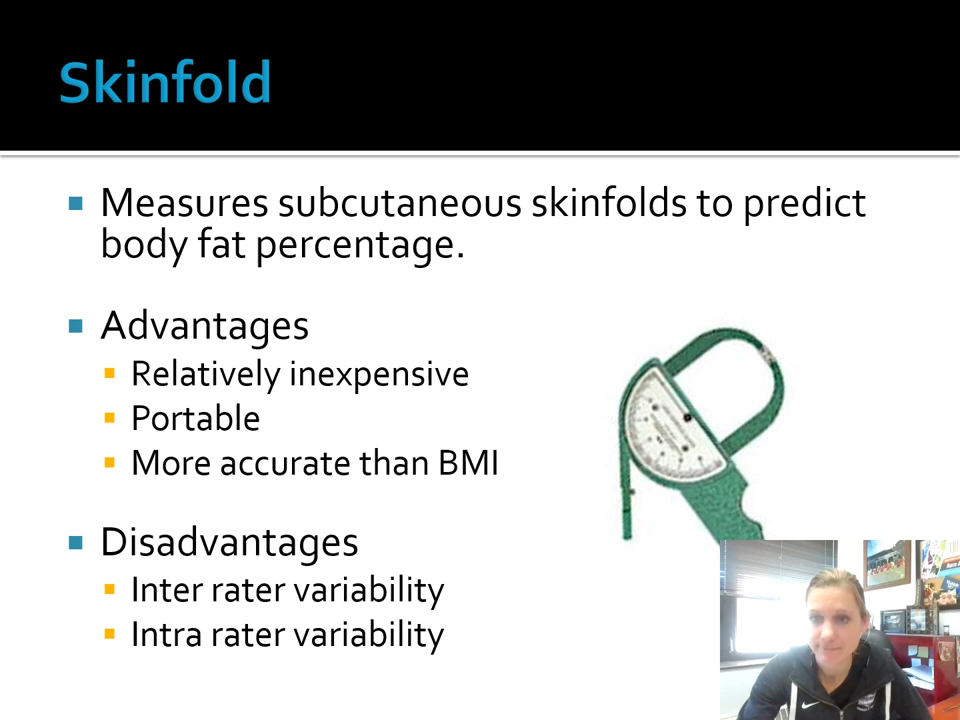 Skinfold
Measures subcutaneous skinfolds to predict
body fat percentage.
Advantages
Relatively inexpensive
Portable
More accurate than BMI
Disadvantages
Inter rater variability
Intra rater variability